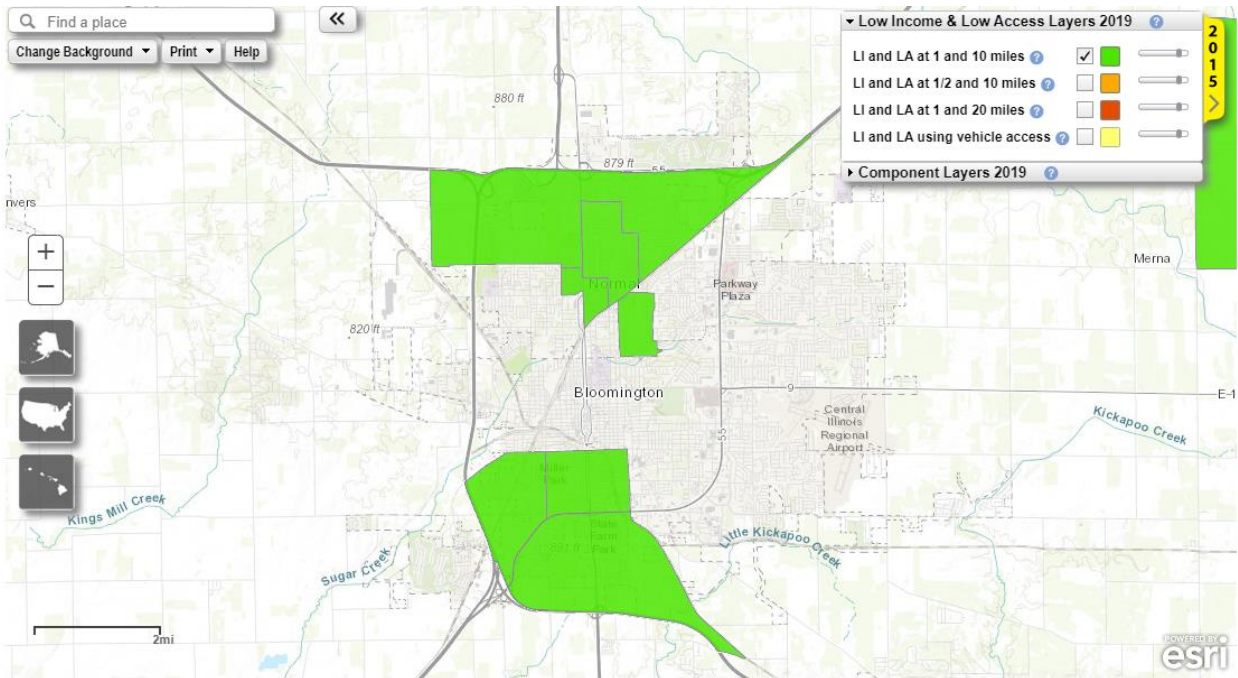 Find a place
«
Change Background
Print
Help
Low Income & Low Access Layers 2019 ?
LI and LA at 1 and 10 miles ?
LI and LA at 1/2 and 10 miles ?
LI and LA at 1 and 20 miles ?
LI and LA using vehicle access ?
Component Layers 2019 ?
2015
880 ft
879 ft
55
nvers
+
−
Merna
Normal
Parkway
Plaza
820 ft
Bloomington
9
E-1
Central
Illinois
Regional
Airport
Kickapoo Creek
55
Miller
Park
Kings Mill Creek
State
Farm
Park
881 ft
Little Kickapoo Creek
Sugar Creek
2mi
POWERED BY
esri